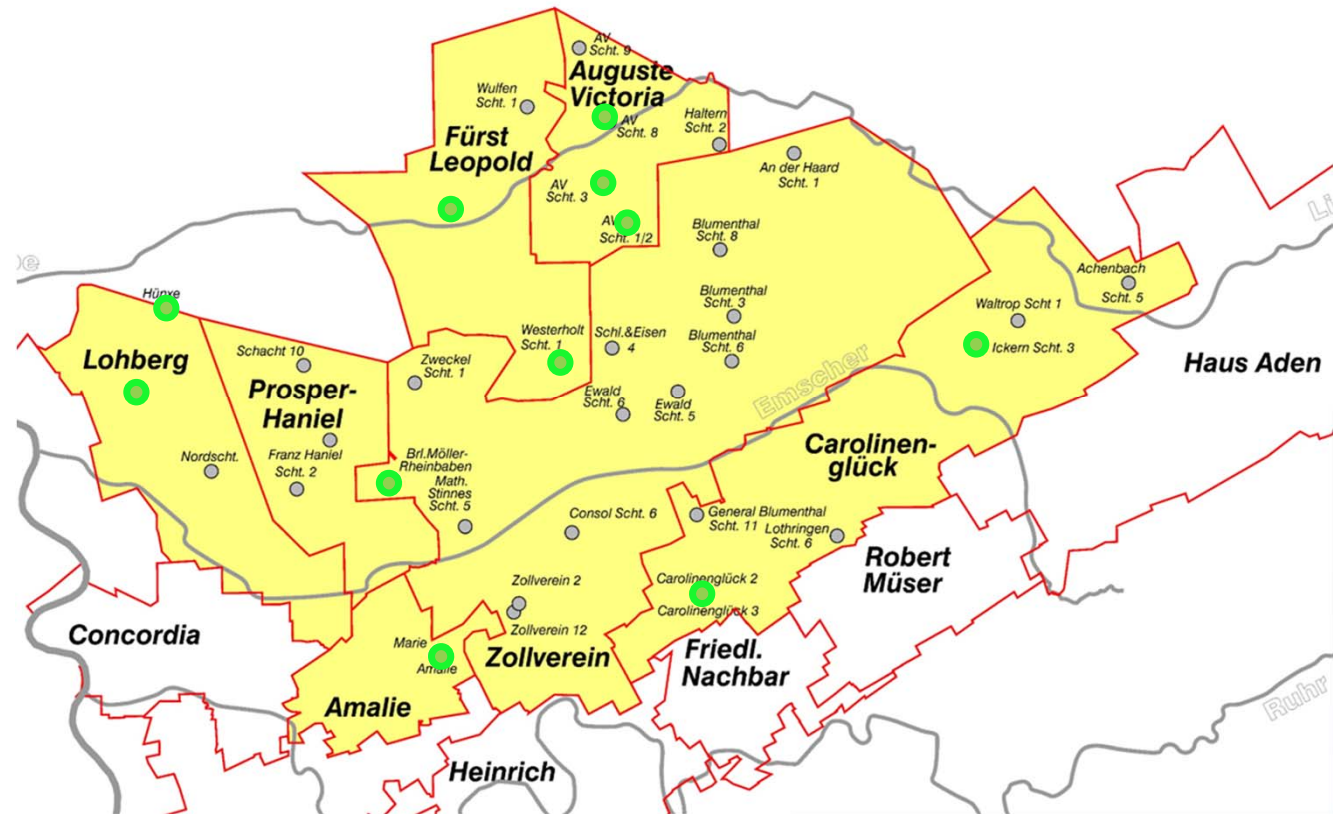 AV
Scht. 9
Auguste
Victoria
Wulfen
Scht. 1
AV
Scht. 8
Haltern
Scht. 2
Fürst
Leopold
An der Haard
Scht. 1
AV
Scht. 3
AV
Scht. 1/2
Blumenthal
Scht. 8
Achenbach
Scht. 5
Hünxe
Blumenthal
Scht. 3
Waltrop Scht 1
Ickern Scht. 3
Westerholt
Scht. 1
Schl.&Eisen
4
Blumenthal
Scht. 6
Haus Aden
Lohberg
Schacht 10
Zweckel
Scht. 1
Prosper-
Haniel
Ewald
Scht. 6
Ewald
Scht. 5
Emscher
Carolinen-
glück
Nordscht.
Franz Haniel
Scht. 2
Brl.Möller-
Rheinbaben
Math.
Stinnes
Scht. 5
Consol Scht. 6
General Blumenthal
Scht. 11
Lothringen
Scht. 6
Robert
Müser
Zollverein 2
Zollverein 12
Carolinenglück 2
Carolinenglück 3
Concordia
Marie
Amalie
Zollverein
Friedl.
Nachbar
Amalie
Heinrich
Ruhr